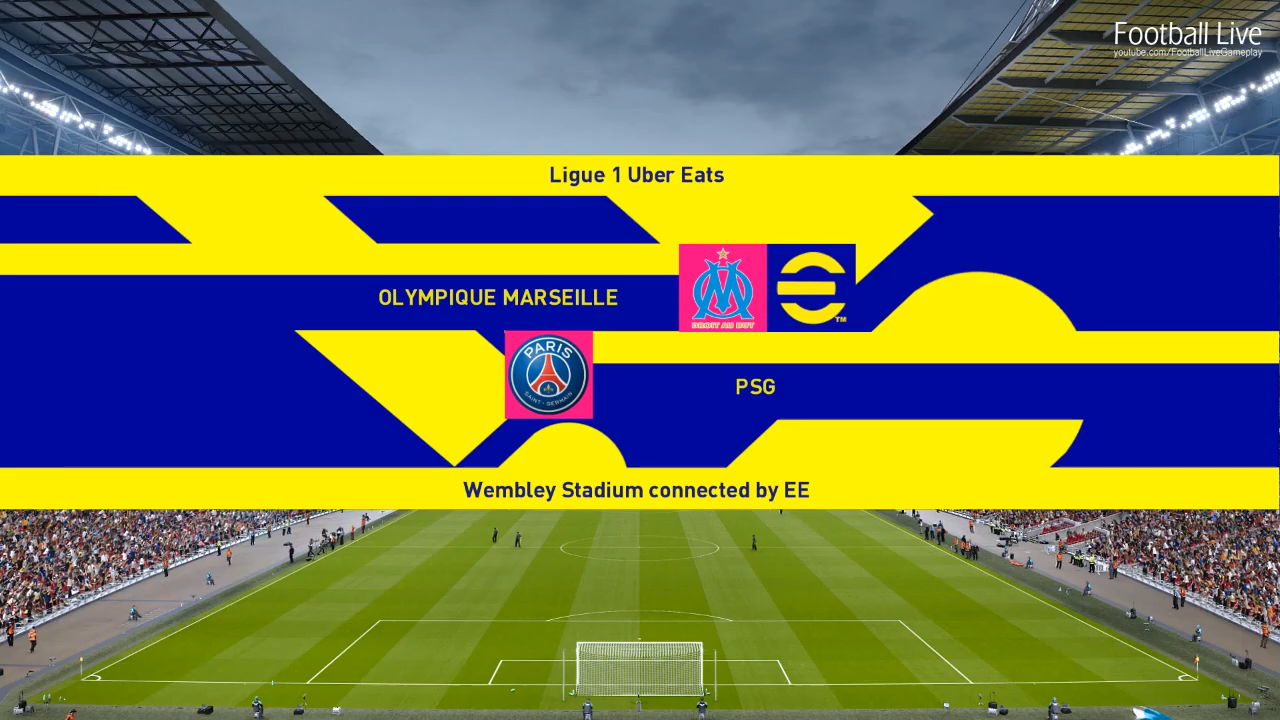 Football Live
youtube.com/FootballLiveGameplay
Ligue 1 Uber Eats
OLYMPIQUE MARSEILLE
DROIT AU BUT
TM
PARIS
SAINT-GERMAIN
PSG
Wembley Stadium connected by EE